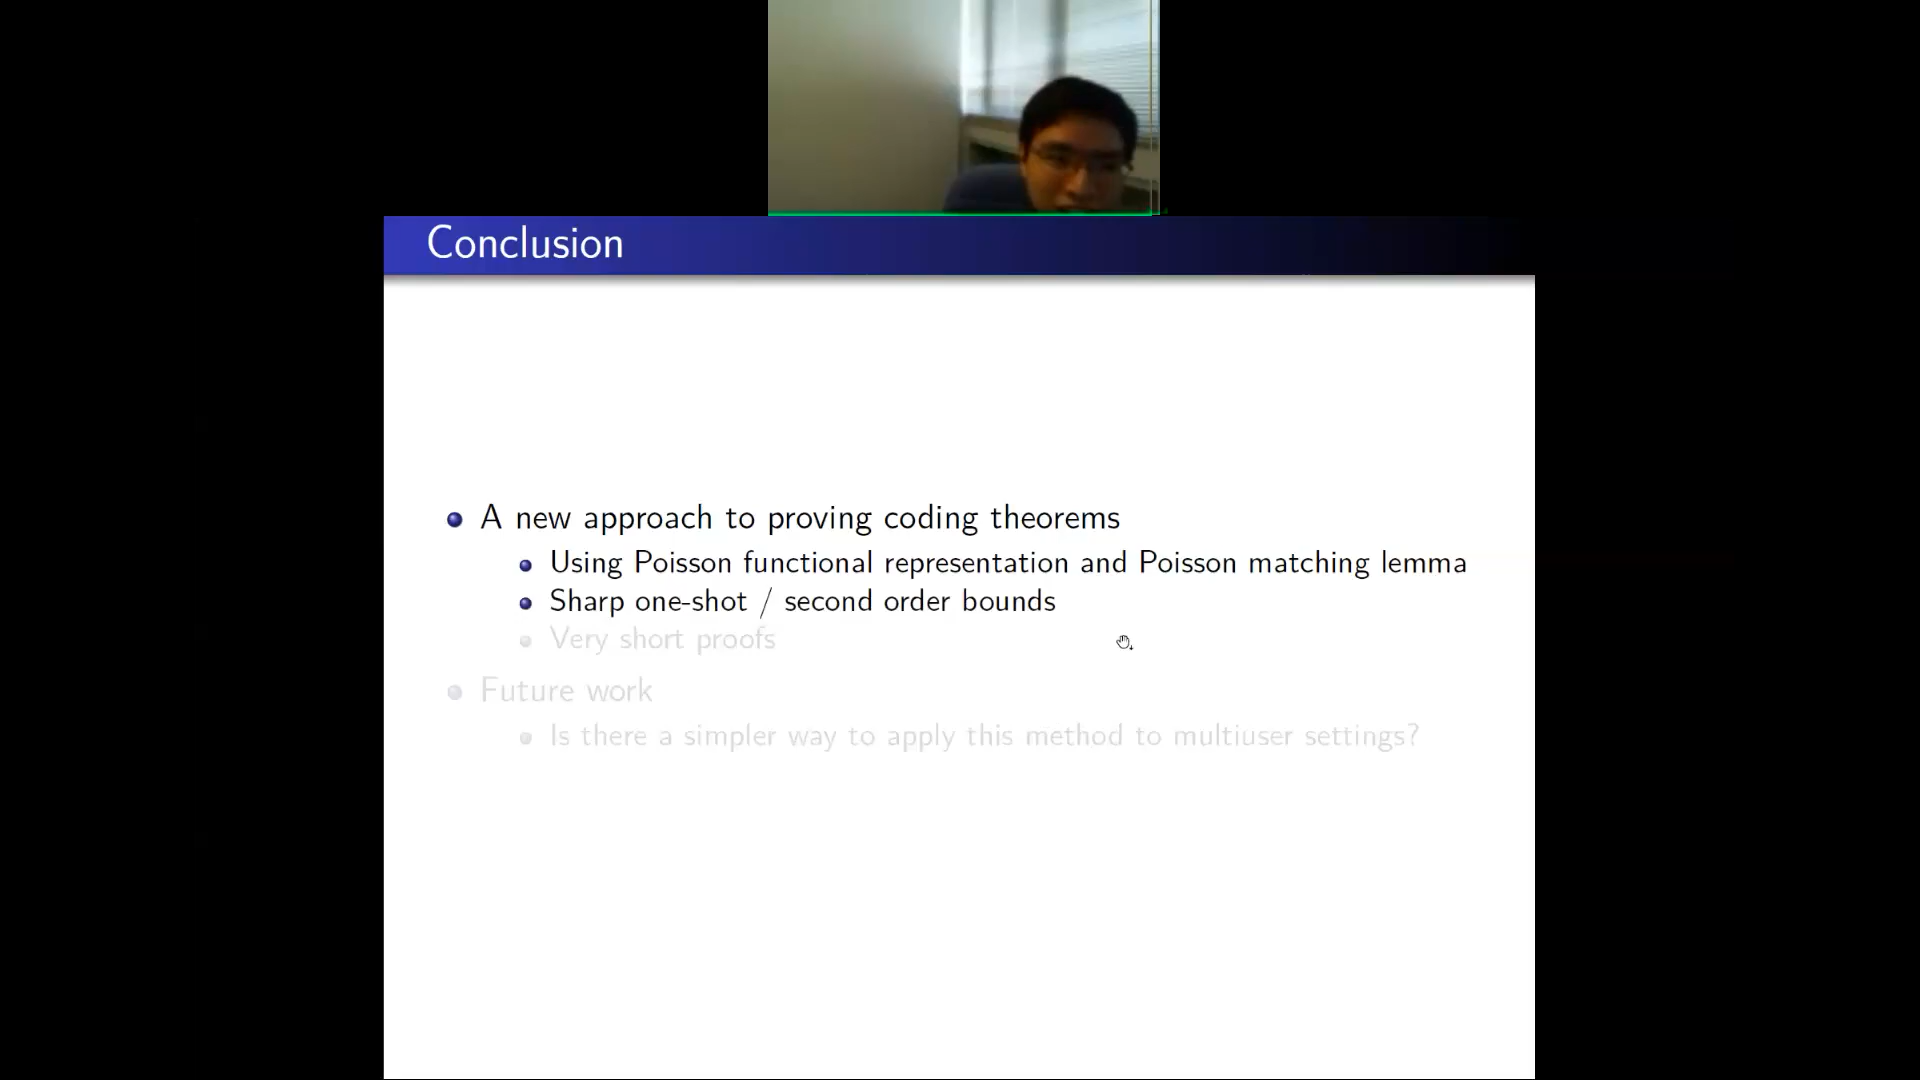 Conclusion
A new approach to proving coding theorems
Using Poisson functional representation and Poisson matching lemma
Sharp one-shot / second order bounds
Very short proofs
Future work
Is there a simpler way to apply this method to multiuser settings?